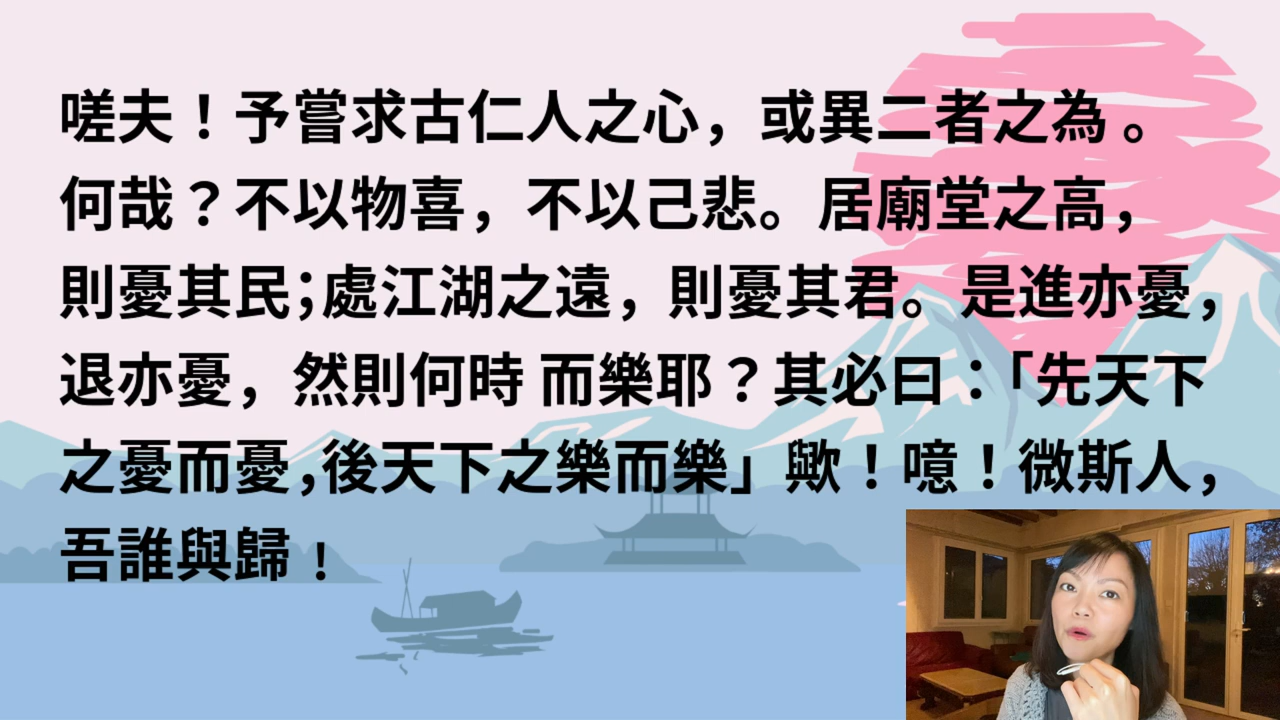 嗟夫！予嘗求古仁人之心，或異二者之為 。
何哉？不以物喜，不以己悲。居廟堂之高，
則憂其民;處江湖之遠，則憂其君。是進亦憂，
退亦憂，然則何時 而樂耶？其必曰：「先天下
之憂而憂,後天下之樂而樂」歟！噫！微斯人，
吾誰與歸！